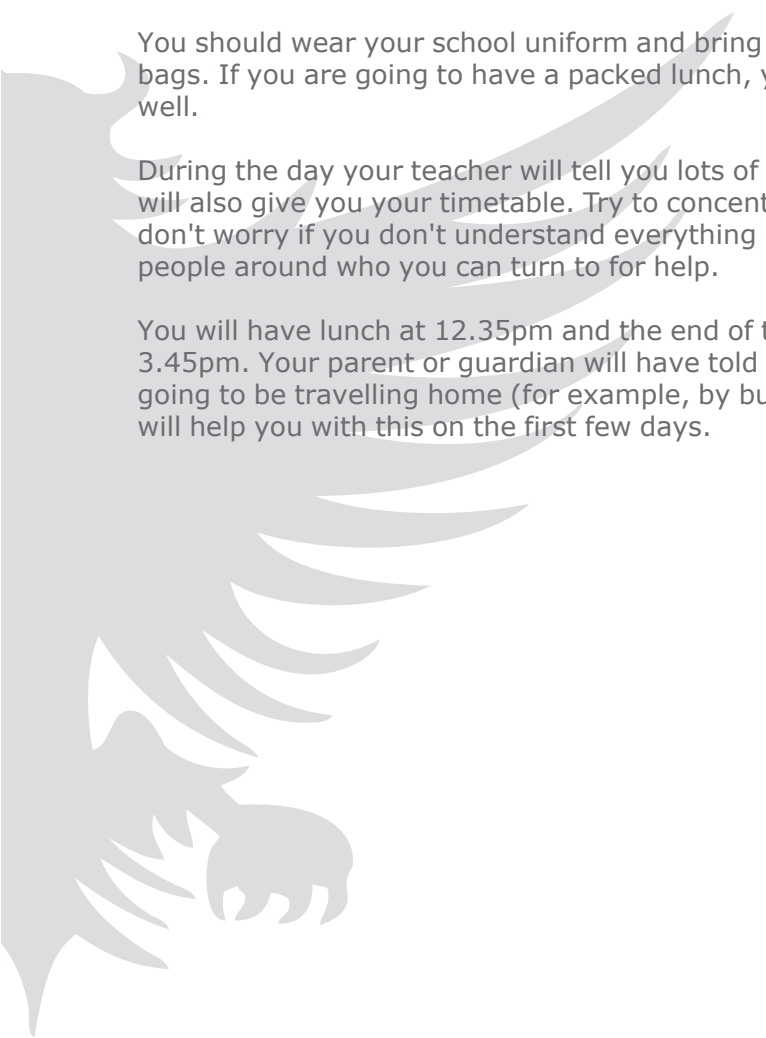 You should wear your school uniform and bring
bags. If you are going to have a packed lunch, y
well.
During the day your teacher will tell you lots of
will also give you your timetable. Try to concent
don't worry if you don't understand everything
people around who you can turn to for help.
You will have lunch at 12.35pm and the end of t
3.45pm. Your parent or guardian will have told
going to be travelling home (for example, by bu
will help you with this on the first few days.